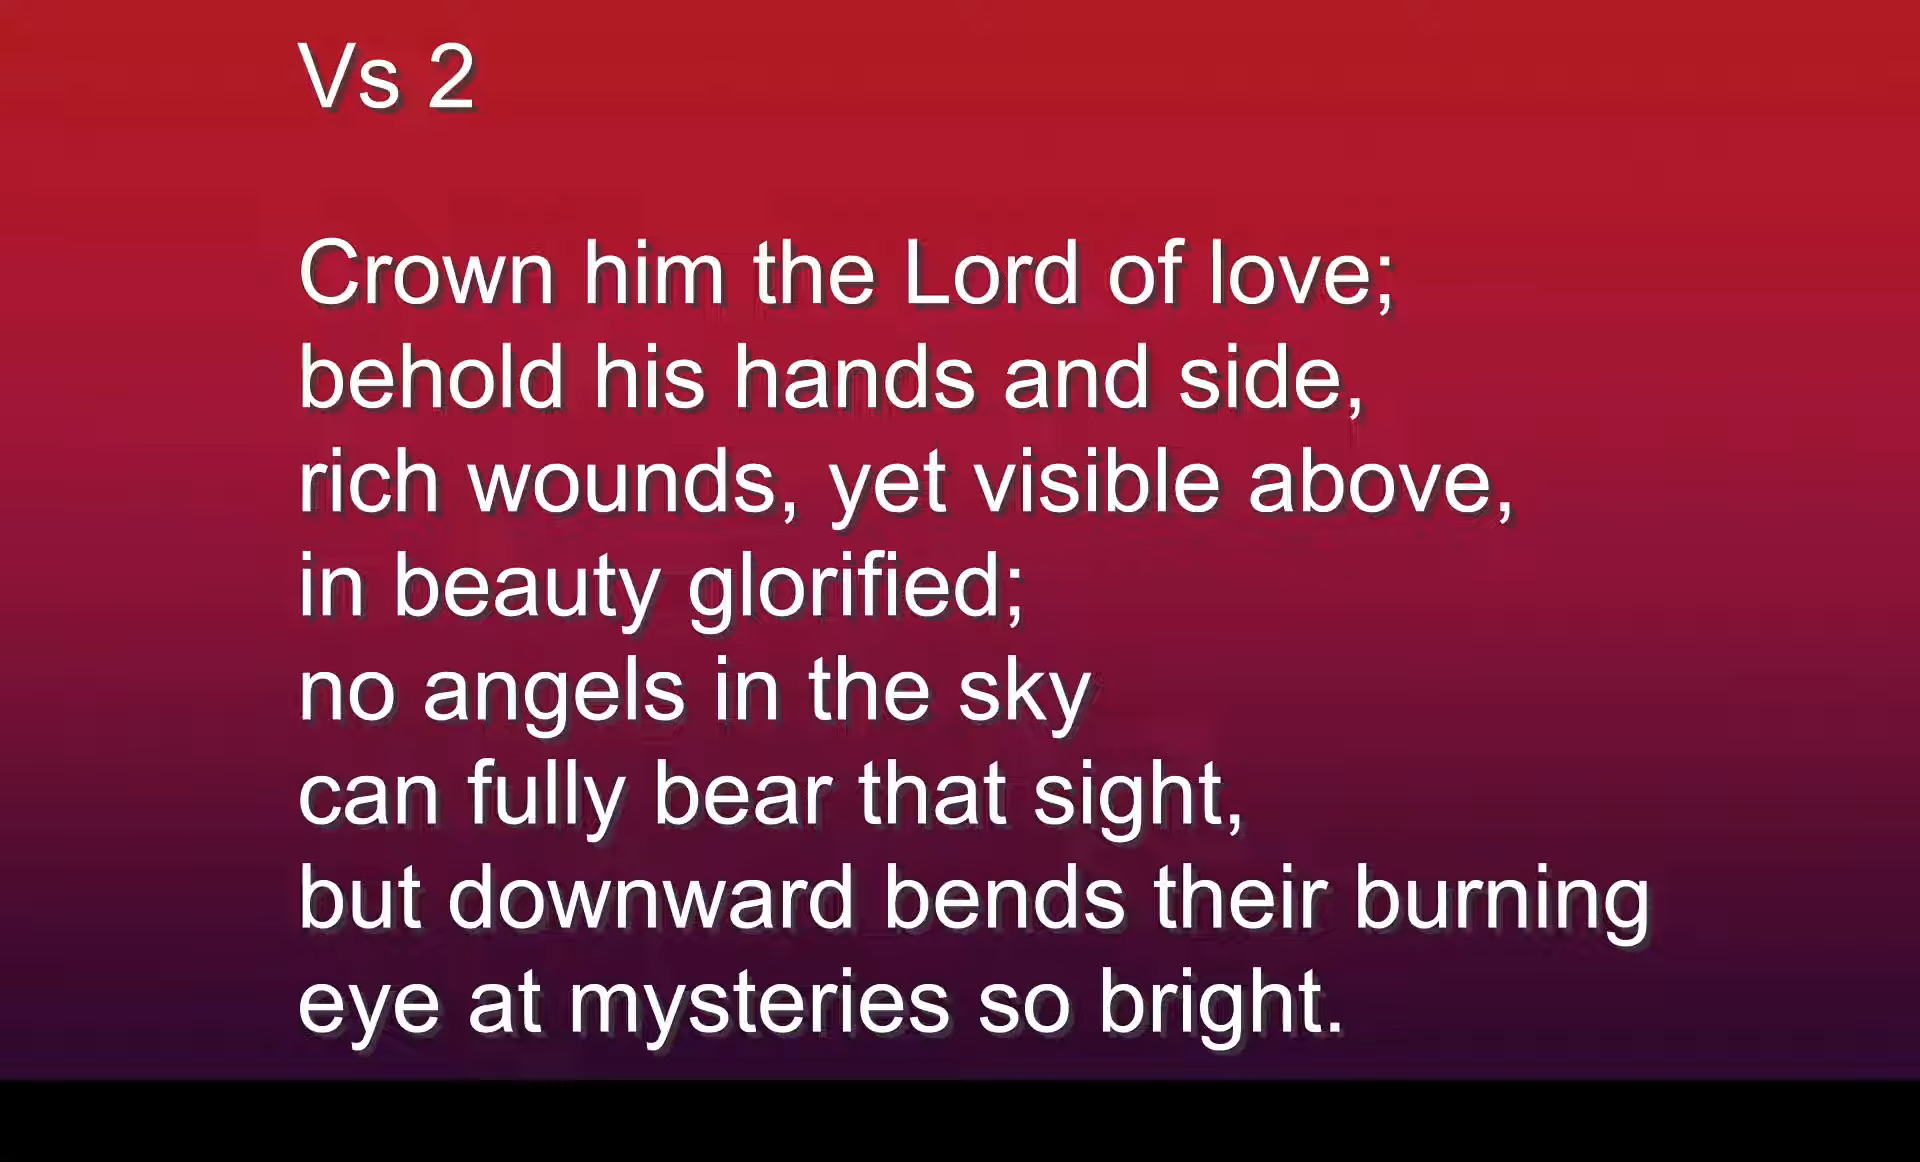 Vs 2
Crown him the Lord of love;
behold his hands and side,
rich wounds, yet visible above,
in beauty glorified;
no angels in the sky
can fully bear that sight,
but downward bends their burning
eye at mysteries so bright.